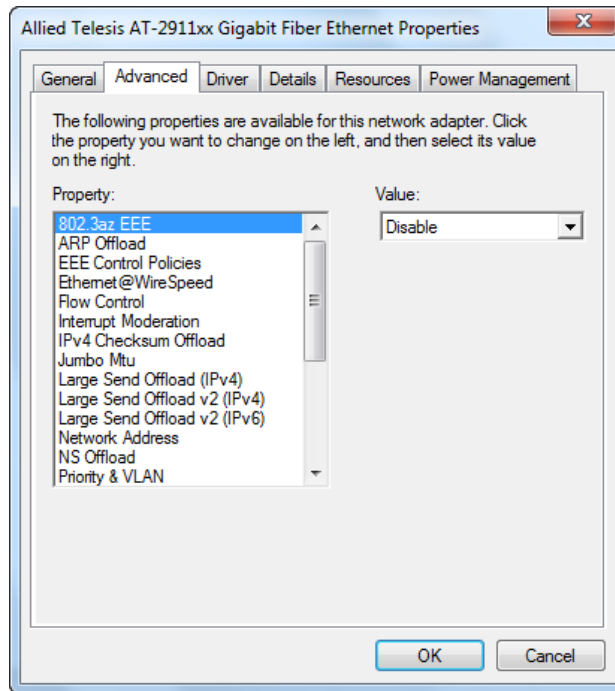 Allied Telesis AT-2911xx Gigabit Fiber Ethernet Properties
General Advanced Driver Details Resources Power Management
The following properties are available for this network adapter. Click
the property you want to change on the left, and then select its value
on the right.
Property:
Value:
802.3az EEE
Disable
ARP Offload
EEE Control Policies
Ethernet@WireSpeed
Flow Control
Interrupt Moderation
IPv4 Checksum Offload
Jumbo Mtu
Large Send Offload (IPv4)
Large Send Offload v2 (IPv4)
Large Send Offload v2 (IPv6)
Network Address
NS Offload
Priority & VLAN
OK
Cancel